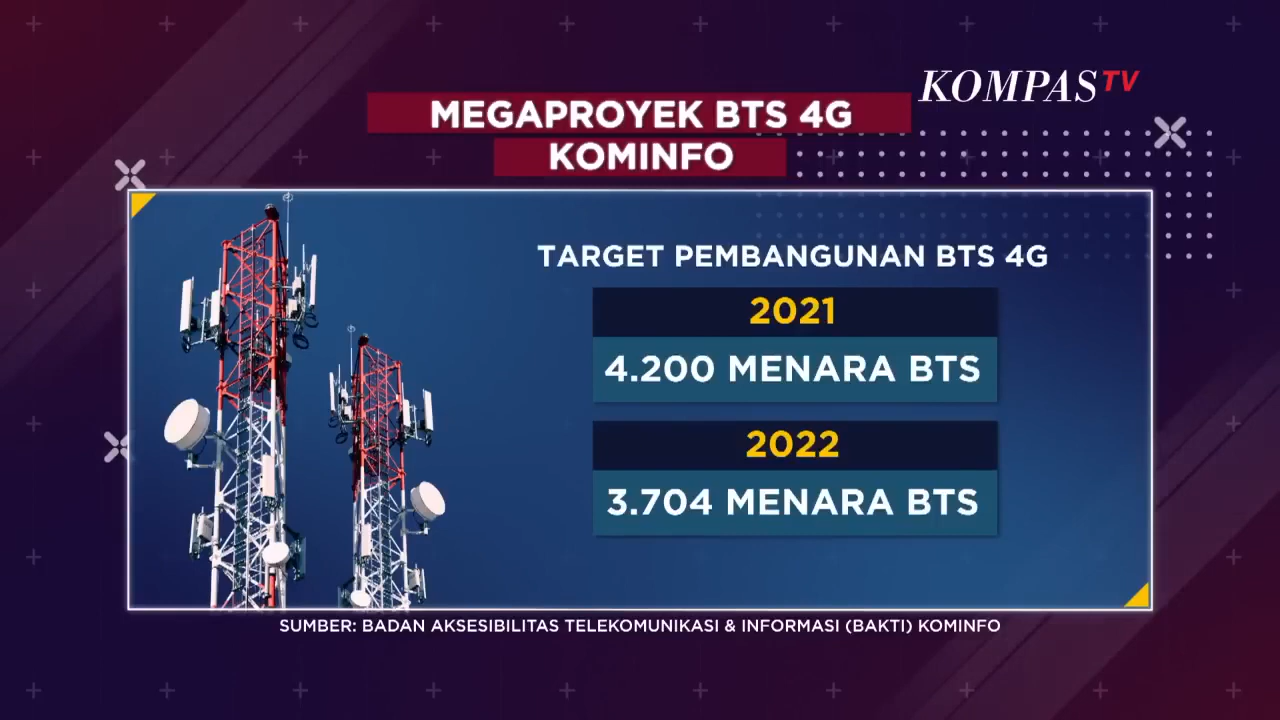 KOMPASTV
MEGAPROYEK BTS 4G
KOMINFO
TARGET PEMBANGUNAN BTS 4G
2021
4.200 MENARA BTS
2022
3.704 MENARA BTS
SUMBER: BADAN AKSESIBILITAS TELEKOMUNIKASI & INFORMASI (BAKTI) KOMINFO